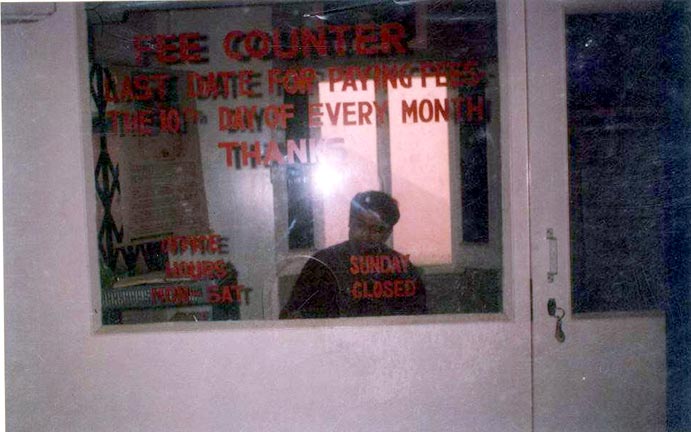 FEE COUNTER
LAST DATE FOR PAYING FEES-
THE 10TH DAY OF EVERY MONTH
THANKS
OFFICE
HOURS
MON-SAT
SUNDAY
CLOSED